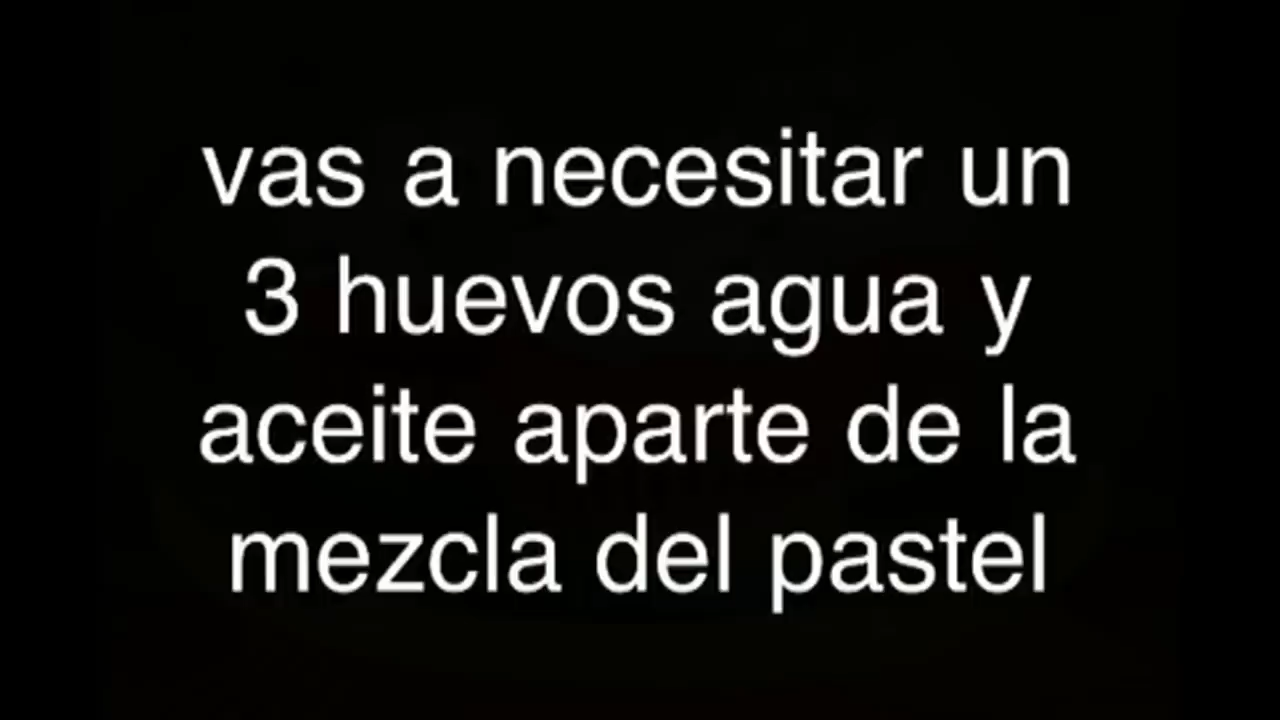 vas a necesitar un
3 huevos agua y
aceite aparte de la
mezcla del pastel